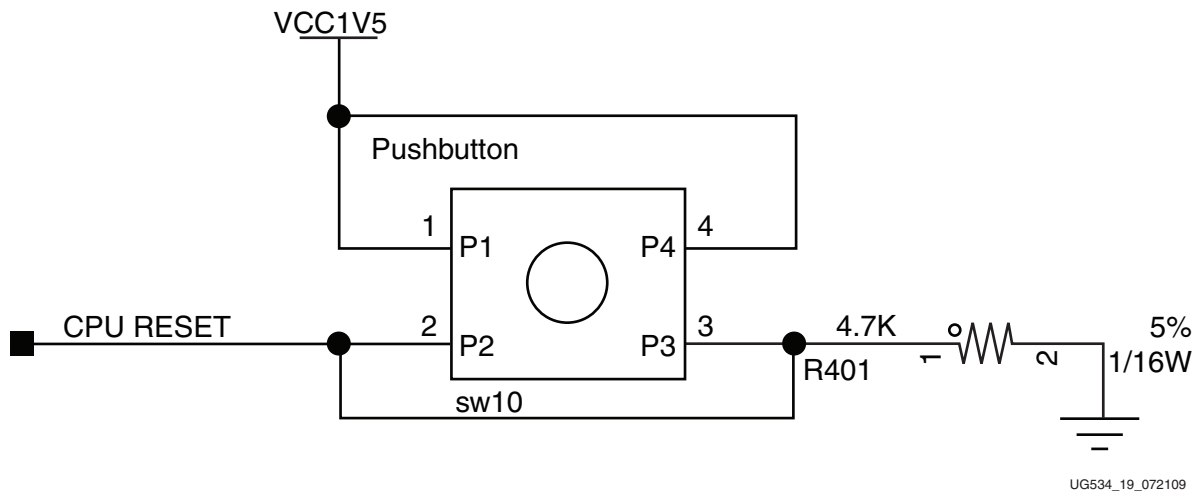 VCC1V5
Pushbutton
1
P1
P4
4
CPU RESET
2
P2
P3
3
4.7K
5%
1
2
1/16W
R401
sw10
UG534_19_072109